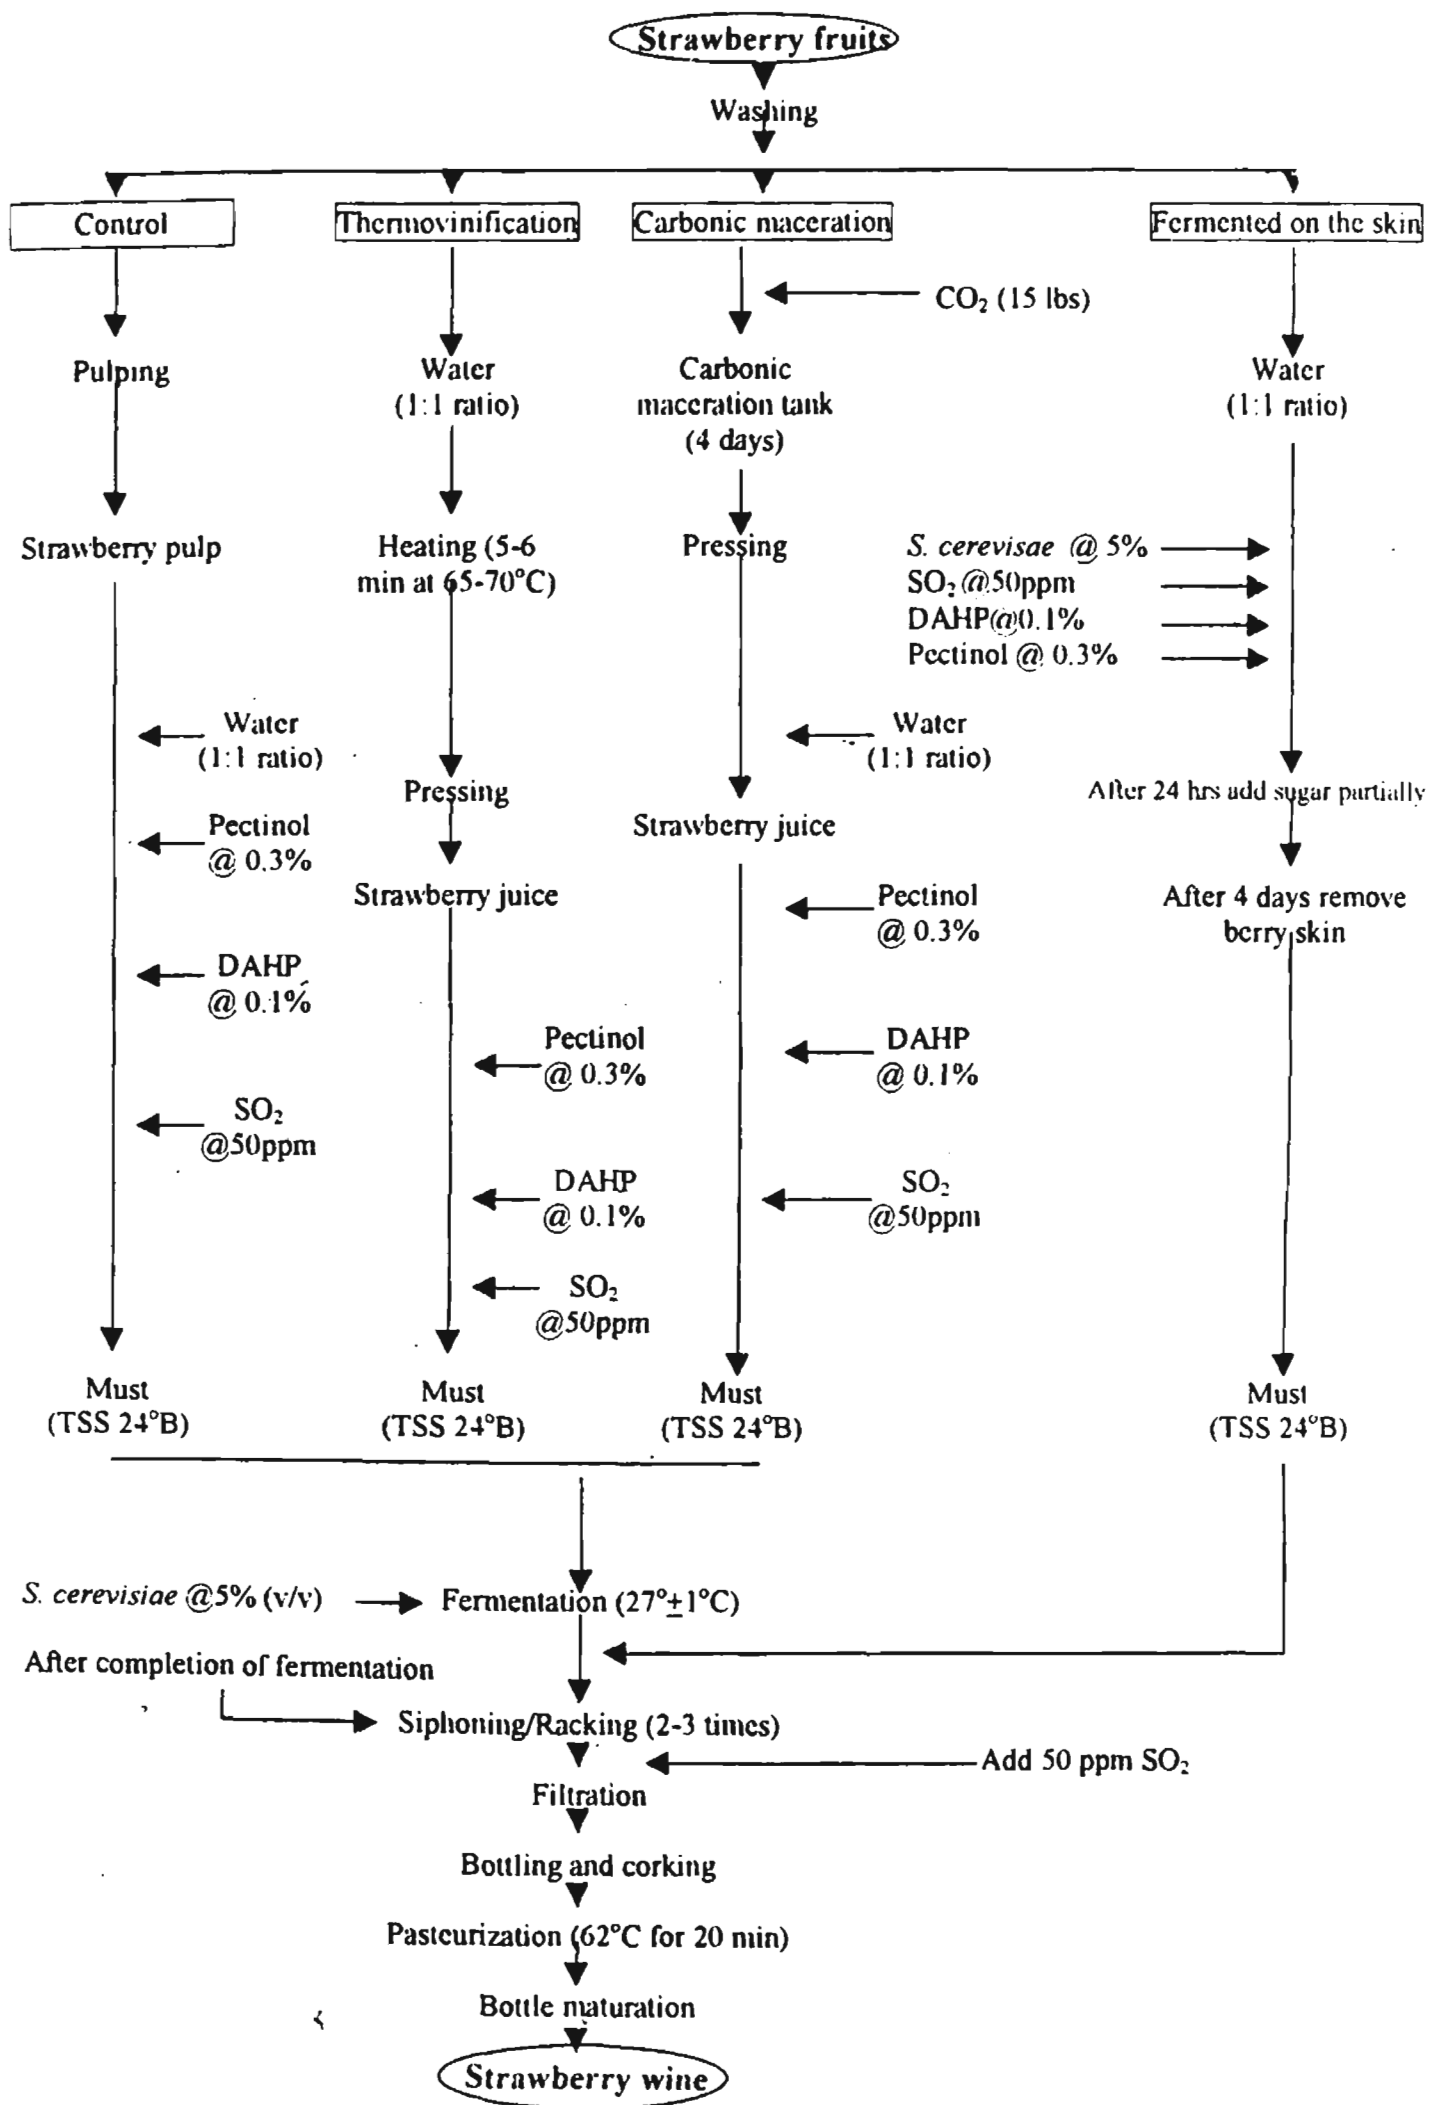 Strawberry fruits
Washing
Control
Thermovinification
Carbonic maceration
Fermented on the skin
CO₂ (15 lbs)
Pulping
Water
(1:1 ratio)
Carbonic
maceration tank
(4 days)
Water
(1:1 ratio)
Strawberry pulp
Heating (5-6
min at 65-70°C)
Pressing
S. cerevisae @ 5%
SO₂ @50ppm
DAHP@0.1%
Pectinol @ 0.3%
Water
(1:1 ratio)
Water
(1:1 ratio)
Pressing
After 24 hrs add sugar partially
Pectinol
@ 0.3%
Strawberry juice
Strawberry juice
Pectinol
@ 0.3%
After 4 days remove
berry skin
DAHP
@ 0.1%
Pectinol
@ 0.3%
DAHP
@ 0.1%
SO₂
@50ppm
DAHP
@ 0.1%
SO₂
@50ppm
SO₂
@50ppm
Must
(TSS 24°B)
Must
(TSS 24°B)
Must
(TSS 24°B)
Must
(TSS 24°B)
S. cerevisiae @5% (v/v)
Fermentation (27°±1°C)
After completion of fermentation
Siphoning/Racking (2-3 times)
Add 50 ppm SO₂
Filtration
Bottling and corking
Pasteurization (62°C for 20 min)
Bottle maturation
Strawberry wine